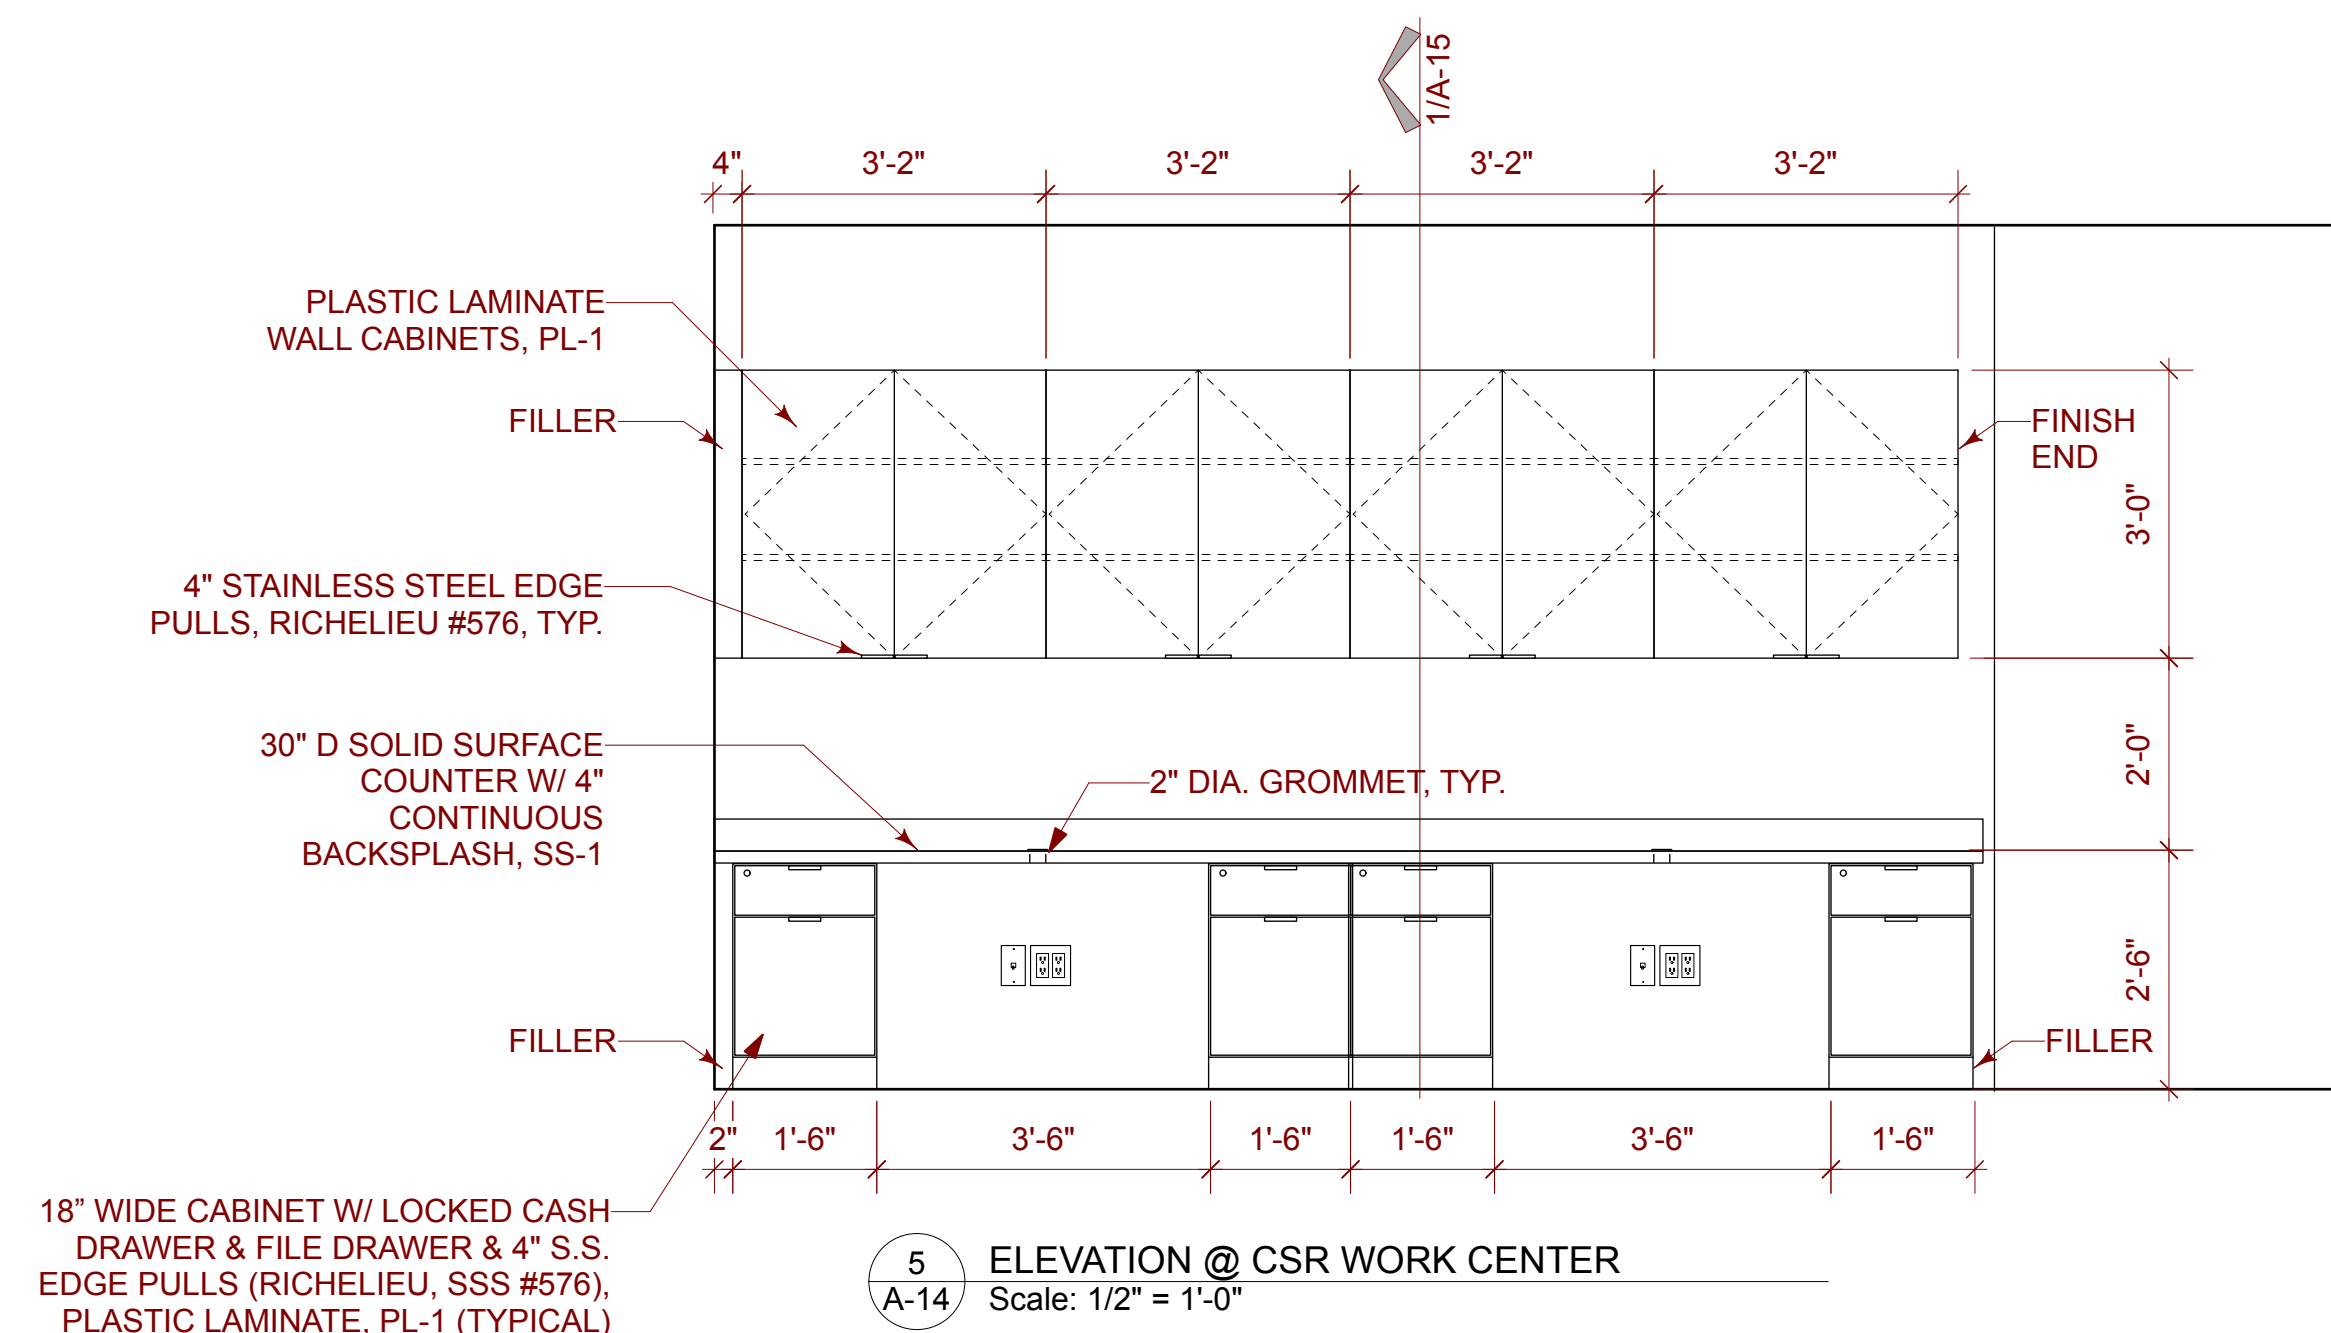 1/A-15
4" 3'-2" 3'-2" 3'-2" 3'-2"
PLASTIC LAMINATE
WALL CABINETS, PL-1
FILLER
FINISH
END
3'-0"
4" STAINLESS STEEL EDGE
PULLS, RICHELIEU #576, TYP.
30" D SOLID SURFACE
COUNTER W/ 4"
CONTINUOUS
BACKSPLASH, SS-1
2" DIA. GROMMET, TYP.
2'-0"
2'-6"
FILLER
FILLER
2" 1'-6" 3'-6" 1'-6" 1'-6" 3'-6" 1'-6"
18” WIDE CABINET W/ LOCKED CASH
DRAWER & FILE DRAWER & 4" S.S.
EDGE PULLS (RICHELIEU, SSS #576),
PLASTIC LAMINATE, PL-1 (TYPICAL)
5
A-14
ELEVATION @ CSR WORK CENTER
Scale: 1/2" = 1'-0"